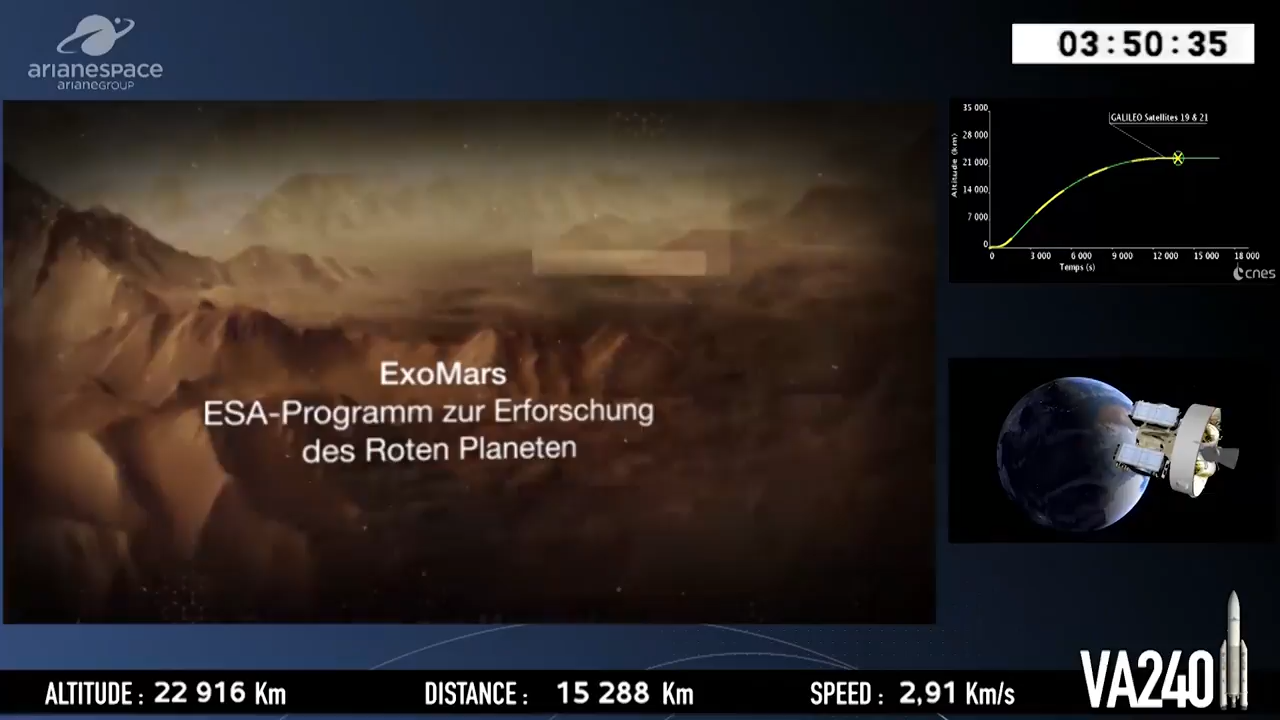 arianespace
arianeGROUP
03:50:35
35 000
28 000
21 000
14 000
7 000
0
Altitude (km)
GALILEO Satellites 19 & 21
0 3 000 6 000 9 000 12 000 15 000 18 000
Temps (s)
cnes
ExoMars
ESA-Programm zur Erforschung
des Roten Planeten
VA240
ALTITUDE : 22 916 Km DISTANCE : 15 288 Km SPEED : 2,91 Km/s